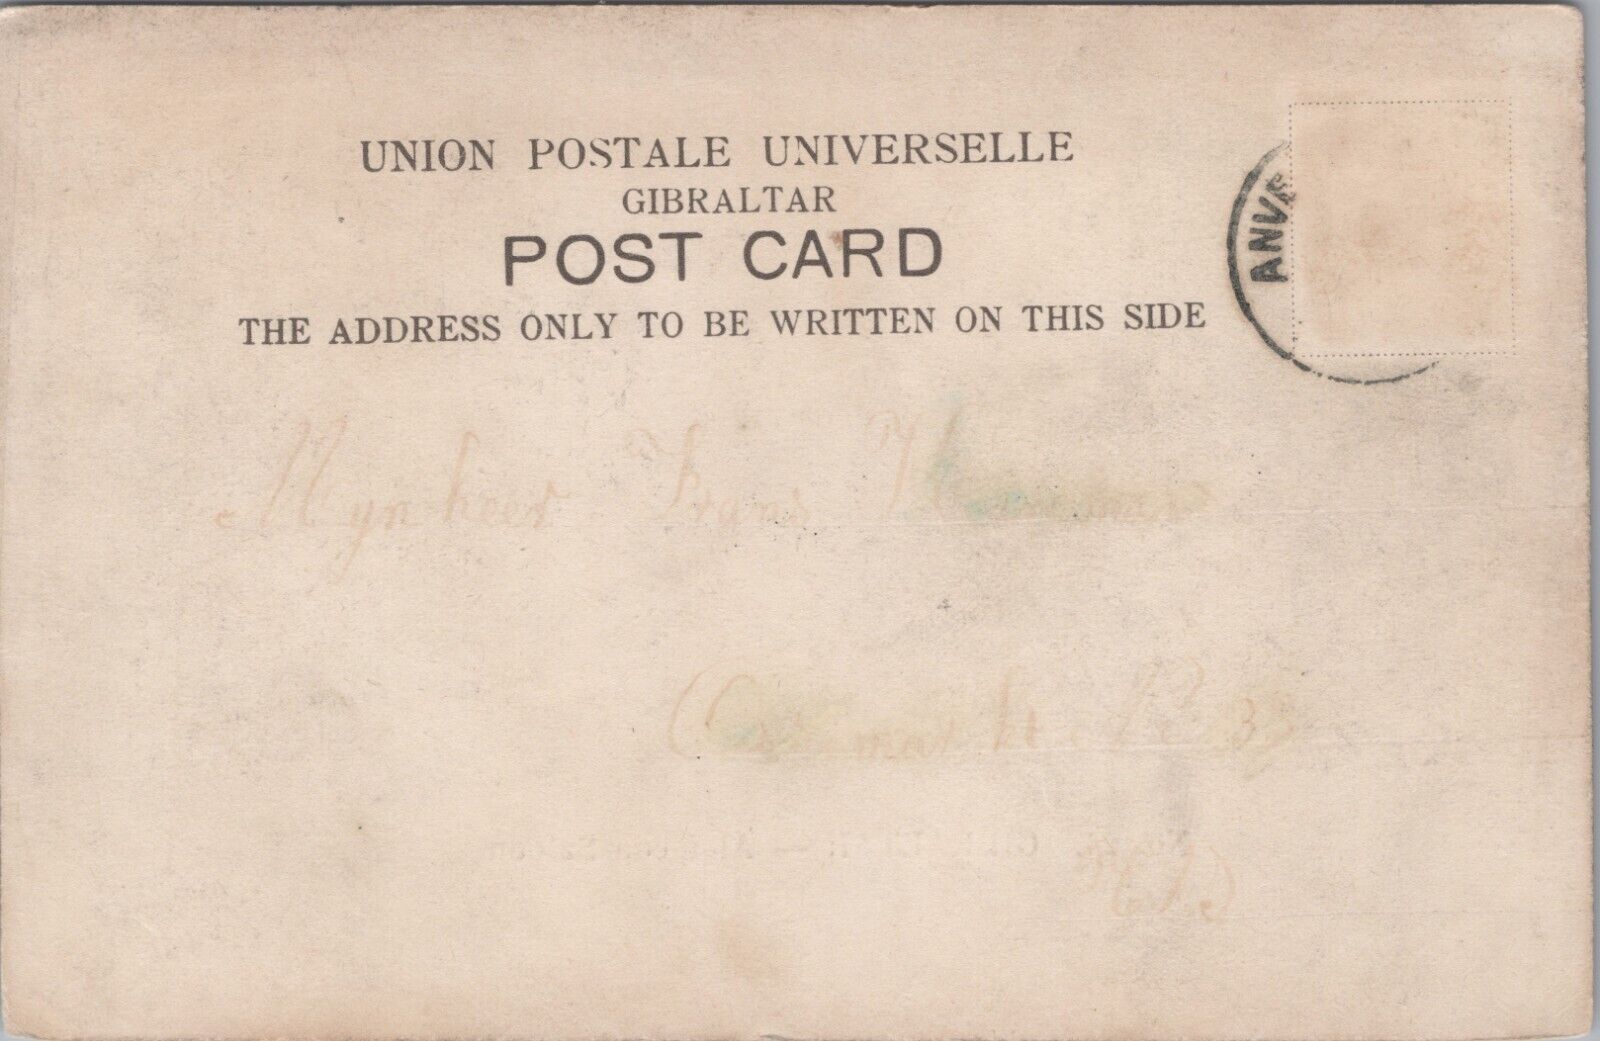 UNION POSTALE UNIVERSELLE
GIBRALTAR
POST CARD
THE ADDRESS ONLY TO BE WRITTEN ON THIS SIDE
ANVE
Mynheer Frans